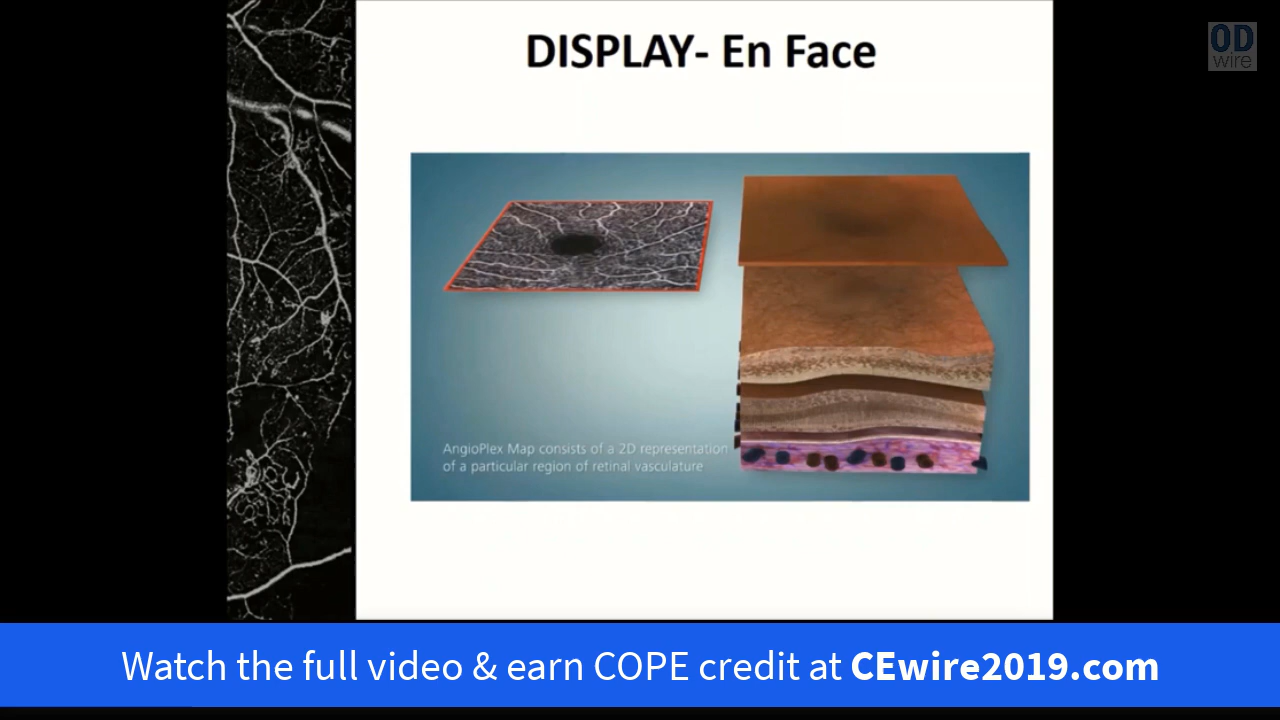 DISPLAY- En Face
OD
wire
AngioPlex Map consists of a 2D representation
of a particular region of retinal vasculature
Watch the full video & earn COPE credit at CEwire2019.com